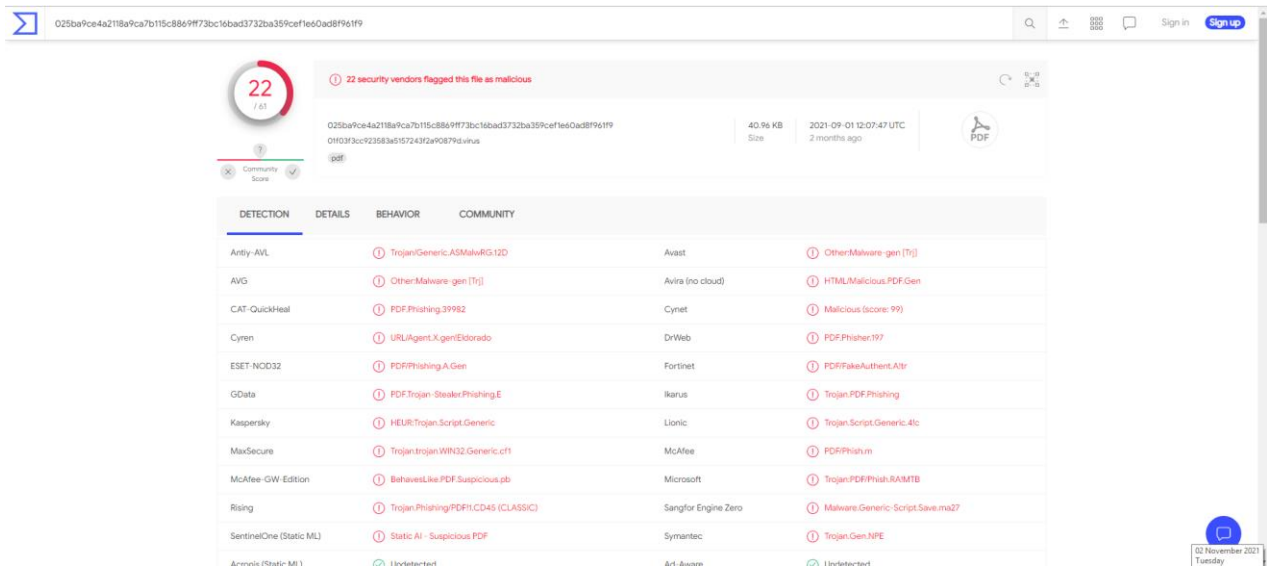 025ba9ce4a2118a9ca7b115c8869ff73bc16bad3732ba359cef1e60ad8f961f9
Sign in
Sign up
22
/ 61
22 security vendors flagged this file as malicious
025ba9ce4a2118a9ca7b115c8869ff73bc16bad3732ba359cef1e60ad8f961f9
01f03f3cc923583a5157243f2a90879d.virus
pdf
40.96 KB
Size
2021-09-01 12:07:47 UTC
2 months ago
PDF
?
Community
Score
DETECTION DETAILS BEHAVIOR COMMUNITY
Antiy-AVL Trojan/Generic.ASMalwRG.12D Avast Other:Malware-gen [Trj]
AVG Other:Malware-gen [Trj] Avira (no cloud) HTML/Malicious.PDF.Gen
CAT-QuickHeal PDF.Phishing.39982 Cynet Malicious (score: 99)
Cyren URL/Agent.X.gen!Eldorado DrWeb PDF.Phisher.197
ESET-NOD32 PDF/Phishing.A.Gen Fortinet PDF/FakeAuthent.A!tr
GData PDF.Trojan-Stealer.Phishing.E Ikarus Trojan.PDF.Phishing
Kaspersky HEUR:Trojan.Script.Generic Lionic Trojan.Script.Generic.4!c
MaxSecure Trojan.trojan.WIN32.Generic.cf1 McAfee PDF/Phish.m
McAfee-GW-Edition BehavesLike.PDF.Suspicious.pb Microsoft Trojan:PDF/Phish.RA!MTB
Rising Trojan.Phishing/PDF!1.CD45 (CLASSIC) Sangfor Engine Zero Malware.Generic-Script.Save.ma27
SentinelOne (Static ML) Static AI - Suspicious PDF Symantec Trojan.Gen.NPE
Acronis (Static ML) Undetected Ad-Aware Undetected
02 November 2021
Tuesday